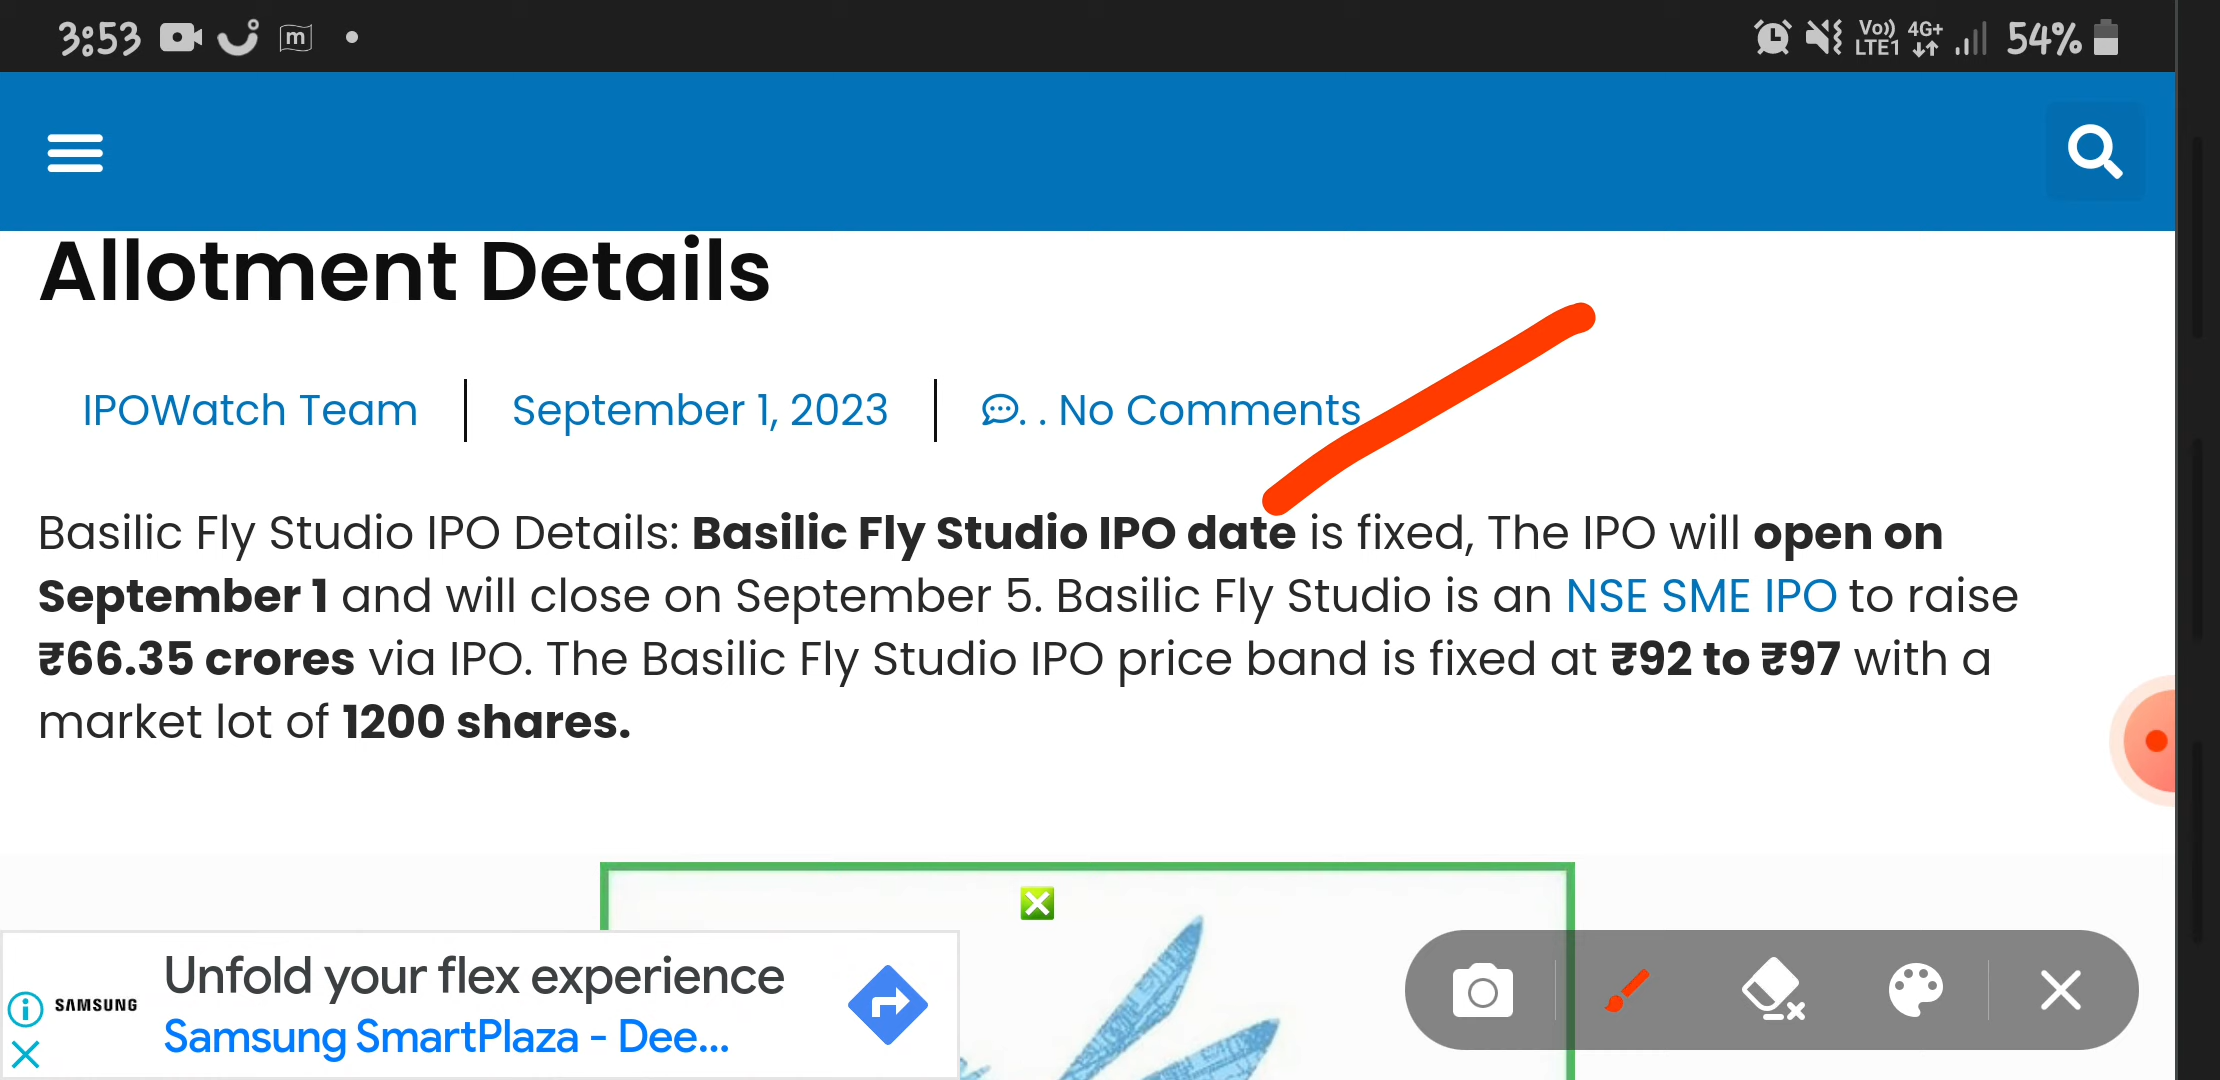 3:53 m Vo)) LTE1 4G+ 54%
Allotment Details
IPOWatch Team September 1, 2023 . . No Comments
Basilic Fly Studio IPO Details: Basilic Fly Studio IPO date is fixed, The IPO will open on
September 1 and will close on September 5. Basilic Fly Studio is an NSE SME IPO to raise
₹66.35 crores via IPO. The Basilic Fly Studio IPO price band is fixed at ₹92 to ₹97 with a
market lot of 1200 shares.
SAMSUNG
Unfold your flex experience
Samsung SmartPlaza - Dee...